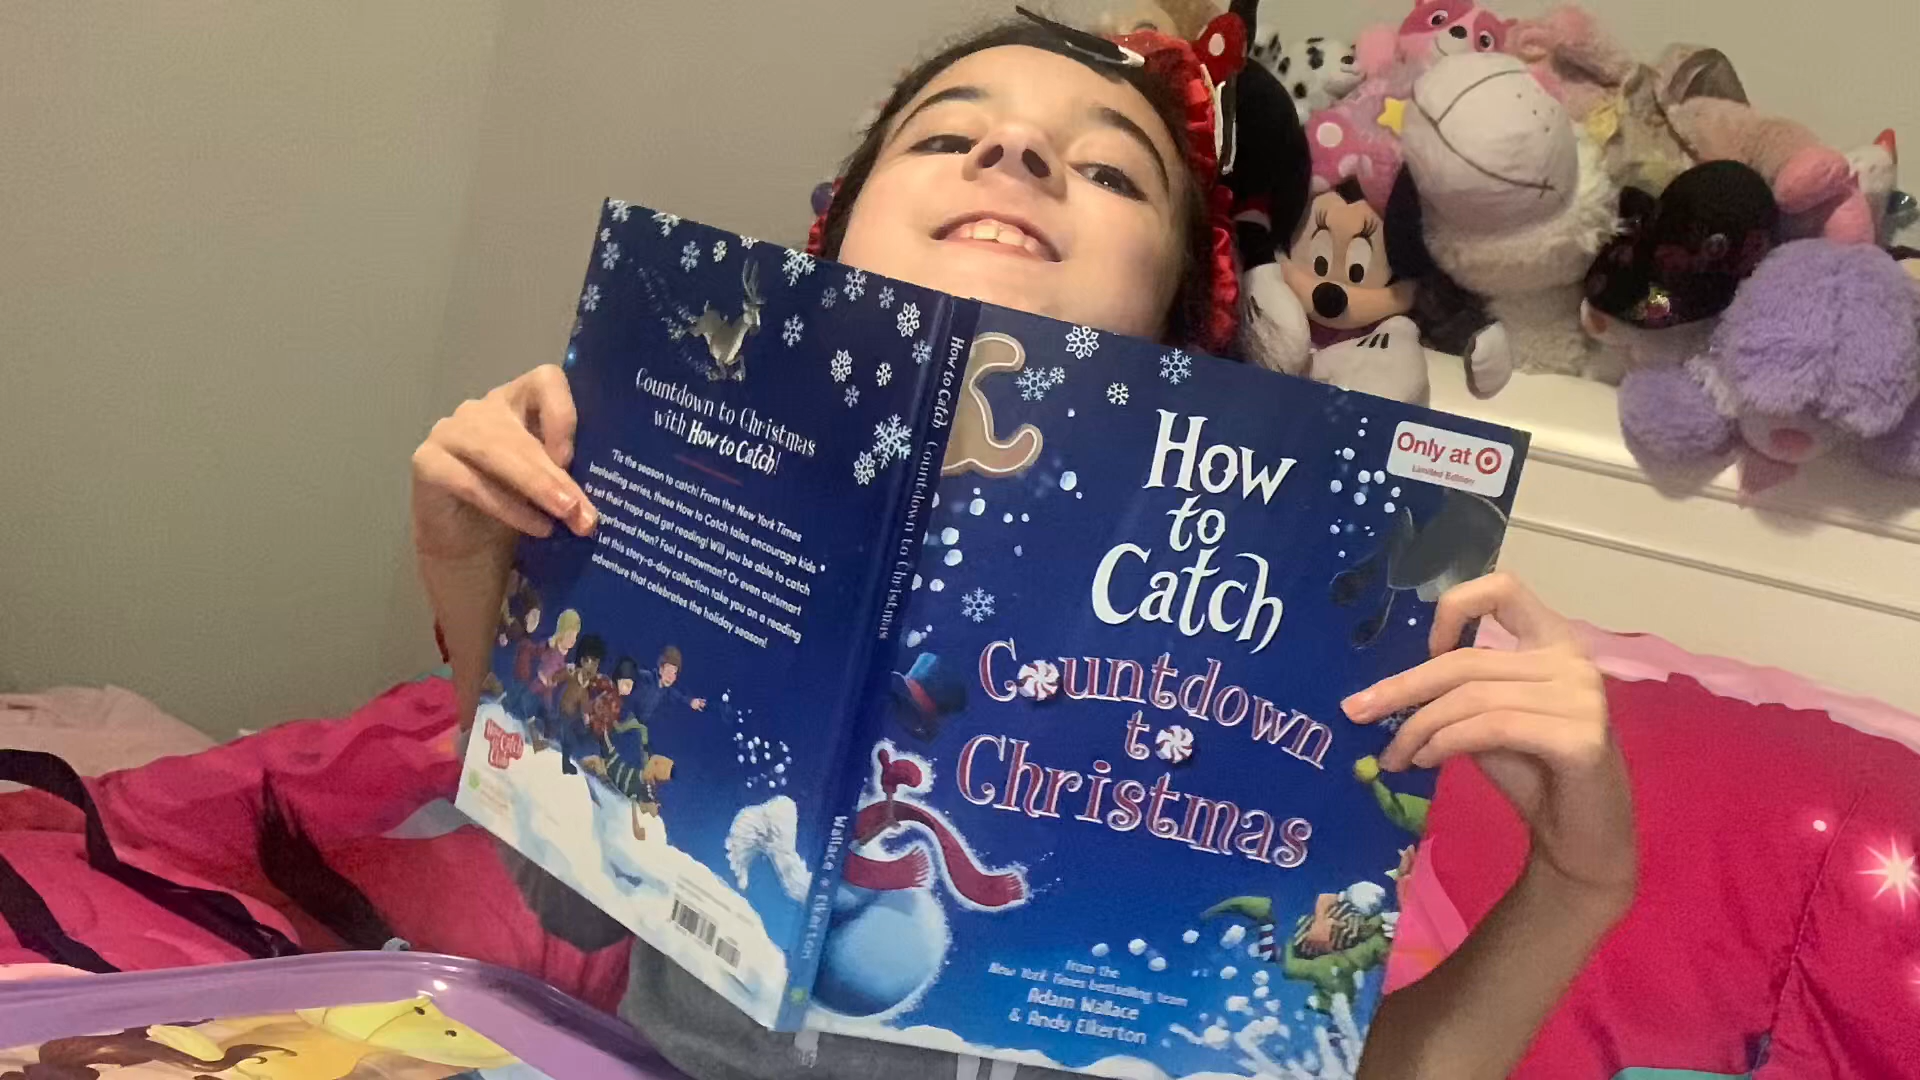 Countdown to Christmas
with How to Catch!
'Tis the season to catch! From the New York Times
bestselling series, these How to Catch tales encourage kids
to set their traps and get reading! Will you be able to catch
Gingerbread Man? Fool a snowman? Or even outsmart
Let this story-a-day collection take you on a reading
adventure that celebrates the holiday season!
How to Catch
Club
How to Catch Countdown to Christmas
Wallace & Elkerton
How
to
Catch
Countdown
to
Christmas
Only at
Limited Edition
From the
New York Times bestselling team
Adam Wallace
& Andy Elkerton